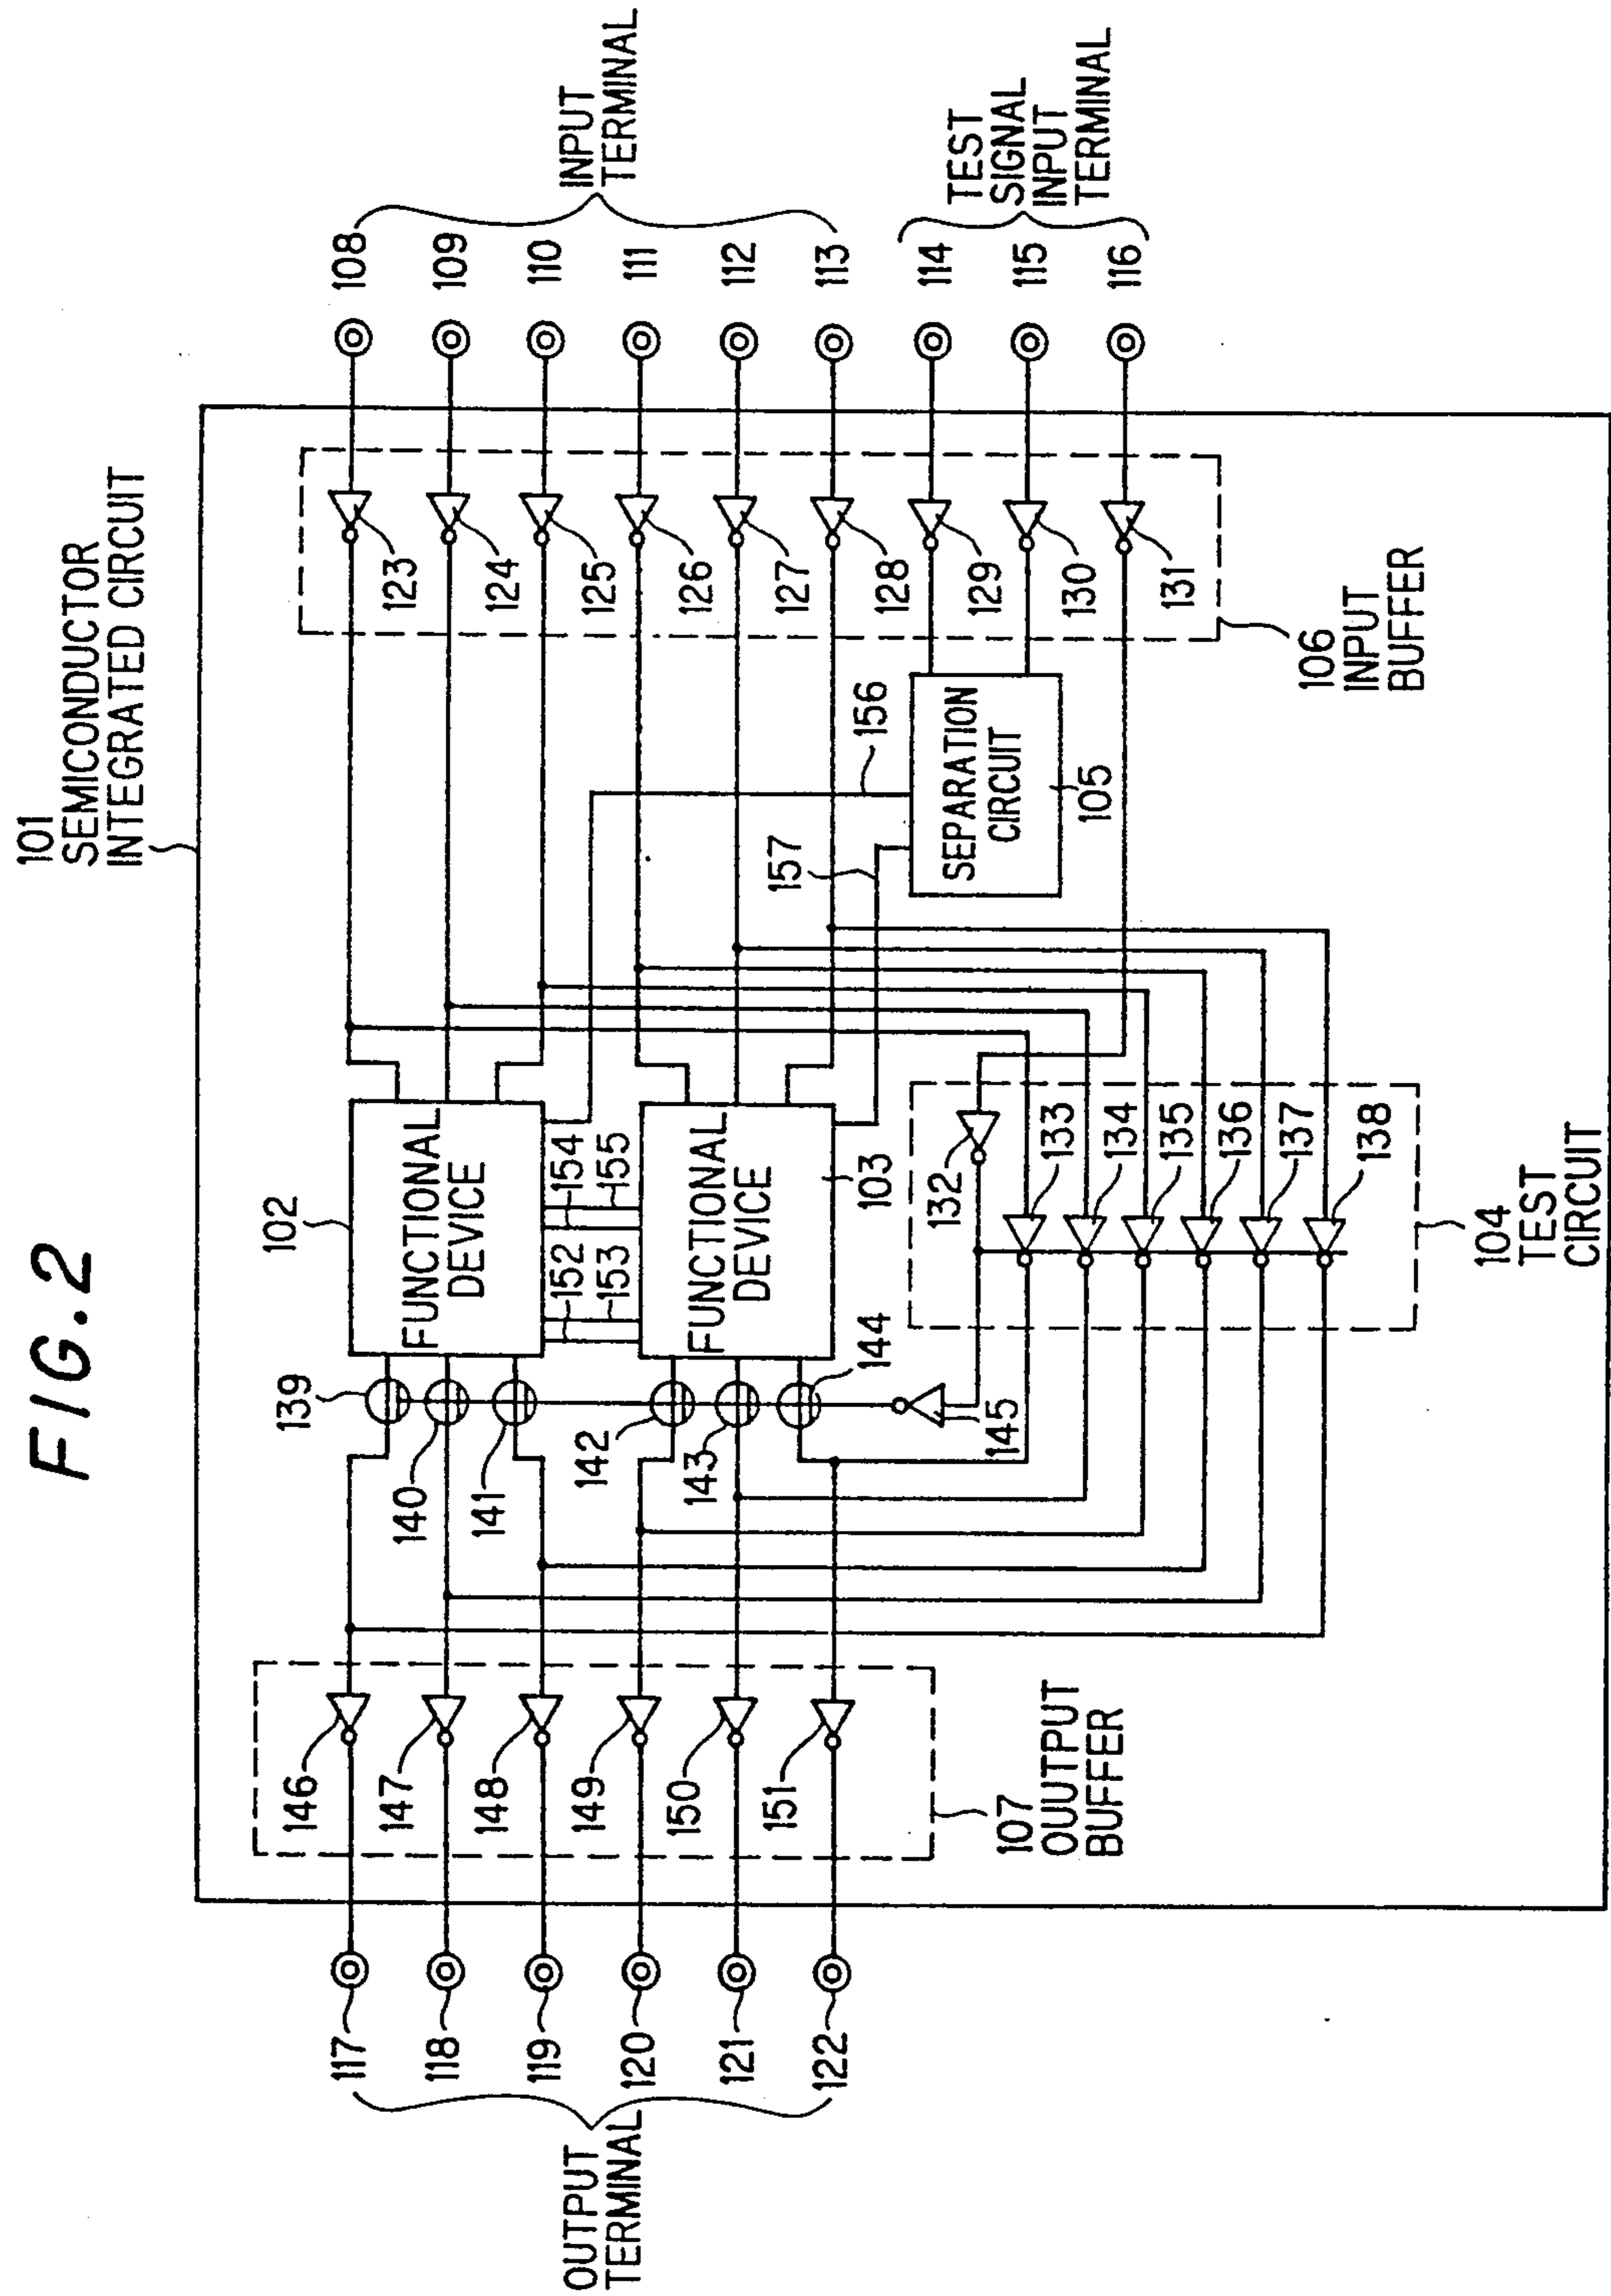 FIG.2
101
SEMICONDUCTOR
INTEGRATED CIRCUIT
108
109
110
111
112
113
INPUT
TERMINAL
114
115
116
TEST
SIGNAL
INPUT
TERMINAL
123
124
125
126
127
128
129
130
131
106
INPUT
BUFFER
156
157
SEPARATION
CIRCUIT
105
102
FUNCTIONAL
DEVICE
152
153
154
155
FUNCTIONAL
DEVICE
103
132
133
134
135
136
137
138
104
TEST
CIRCUIT
139
140
141
142
143
144
145
146
147
148
149
150
151
107
OUUTPUT
BUFFER
117
118
119
120
121
122
OUTPUT
TERMINAL